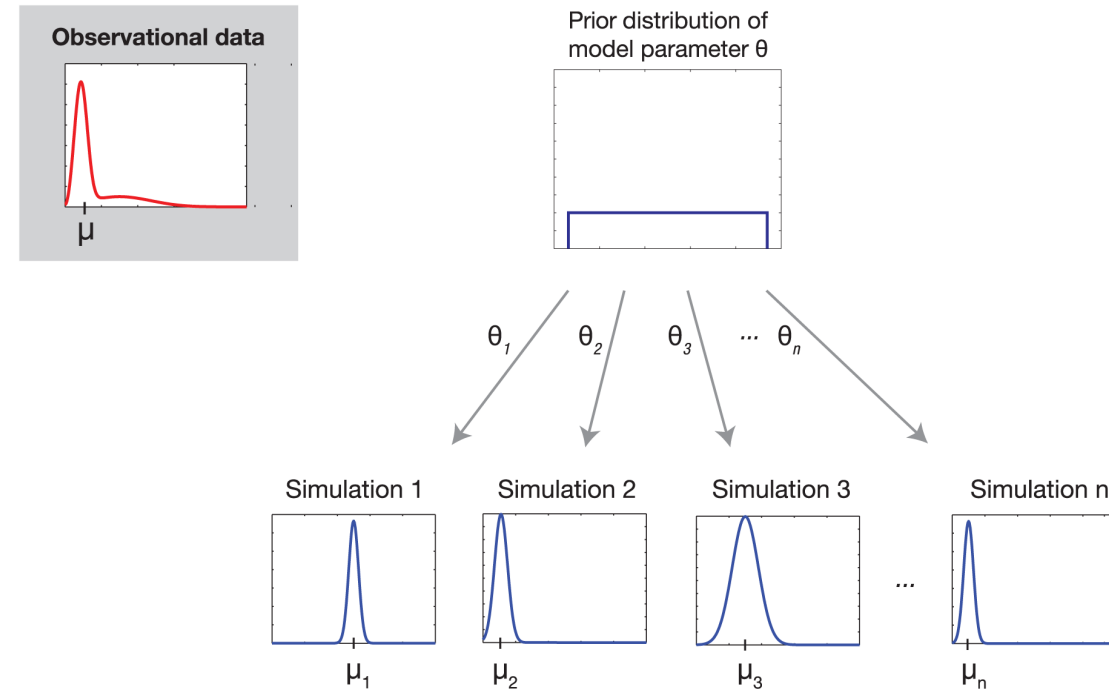 Observational data
μ
Prior distribution of
model parameter θ
θ1 θ2 θ3 ... θn
Simulation 1 Simulation 2 Simulation 3 Simulation n
...
μ1 μ2 μ3 μn